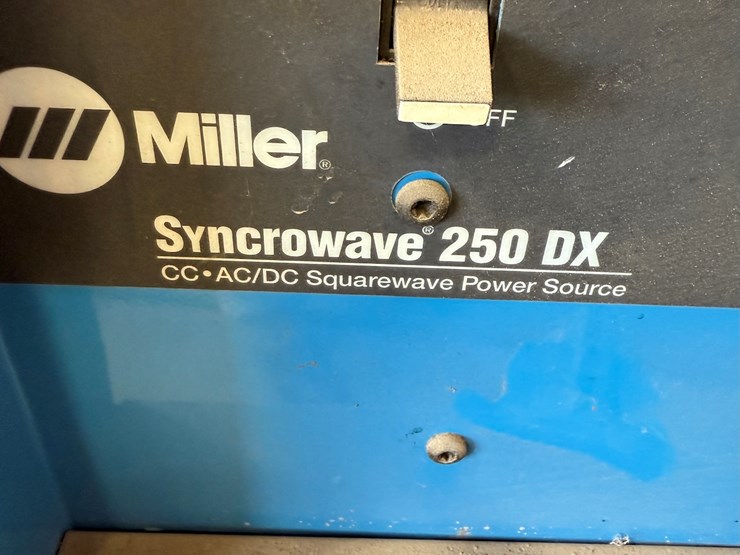 FF
Miller®
Syncrowave® 250 DX
CC•AC/DC Squarewave Power Source